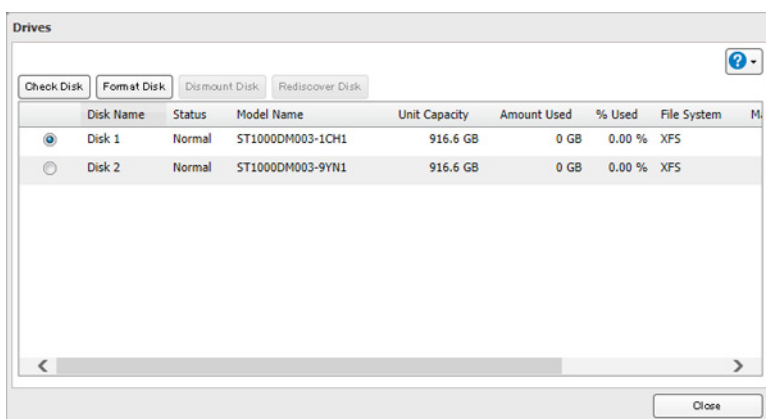 Drives
?
Check Disk Format Disk Dismount Disk Rediscover Disk
Disk Name Status Model Name Unit Capacity Amount Used % Used File System
Disk 1 Normal ST1000DM003-1CH1 916.6 GB 0 GB 0.00 % XFS
Disk 2 Normal ST1000DM003-9YN1 916.6 GB 0 GB 0.00 % XFS
Close